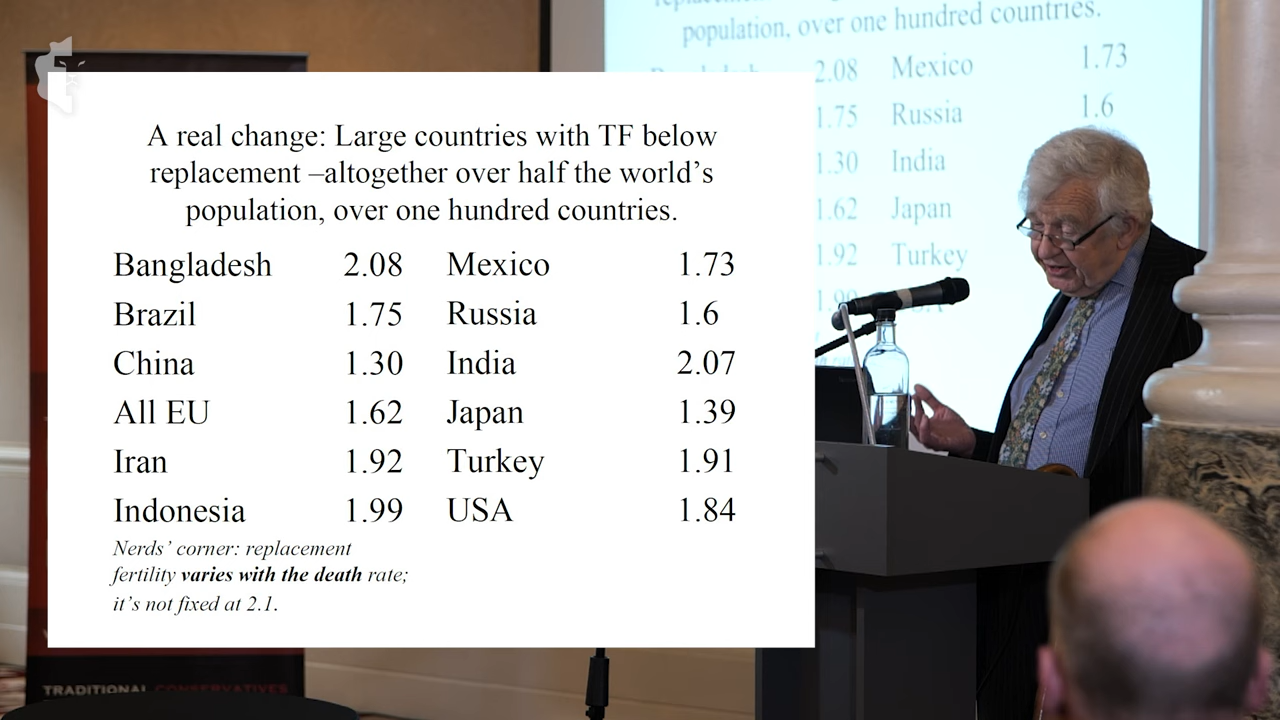 A real change: Large countries with TF below
replacement –altogether over half the world's
population, over one hundred countries.
Bangladesh 2.08 Mexico 1.73
Brazil 1.75 Russia 1.6
China 1.30 India 2.07
All EU 1.62 Japan 1.39
Iran 1.92 Turkey 1.91
Indonesia 1.99 USA 1.84
Nerds' corner: replacement
fertility varies with the death rate;
it's not fixed at 2.1.
population, over one hundred countries.
2.08 Mexico 1.73
1.75 Russia 1.6
1.30 India
1.62 Japan
1.92 Turkey
TRADITIONAL CONSERVATIVES